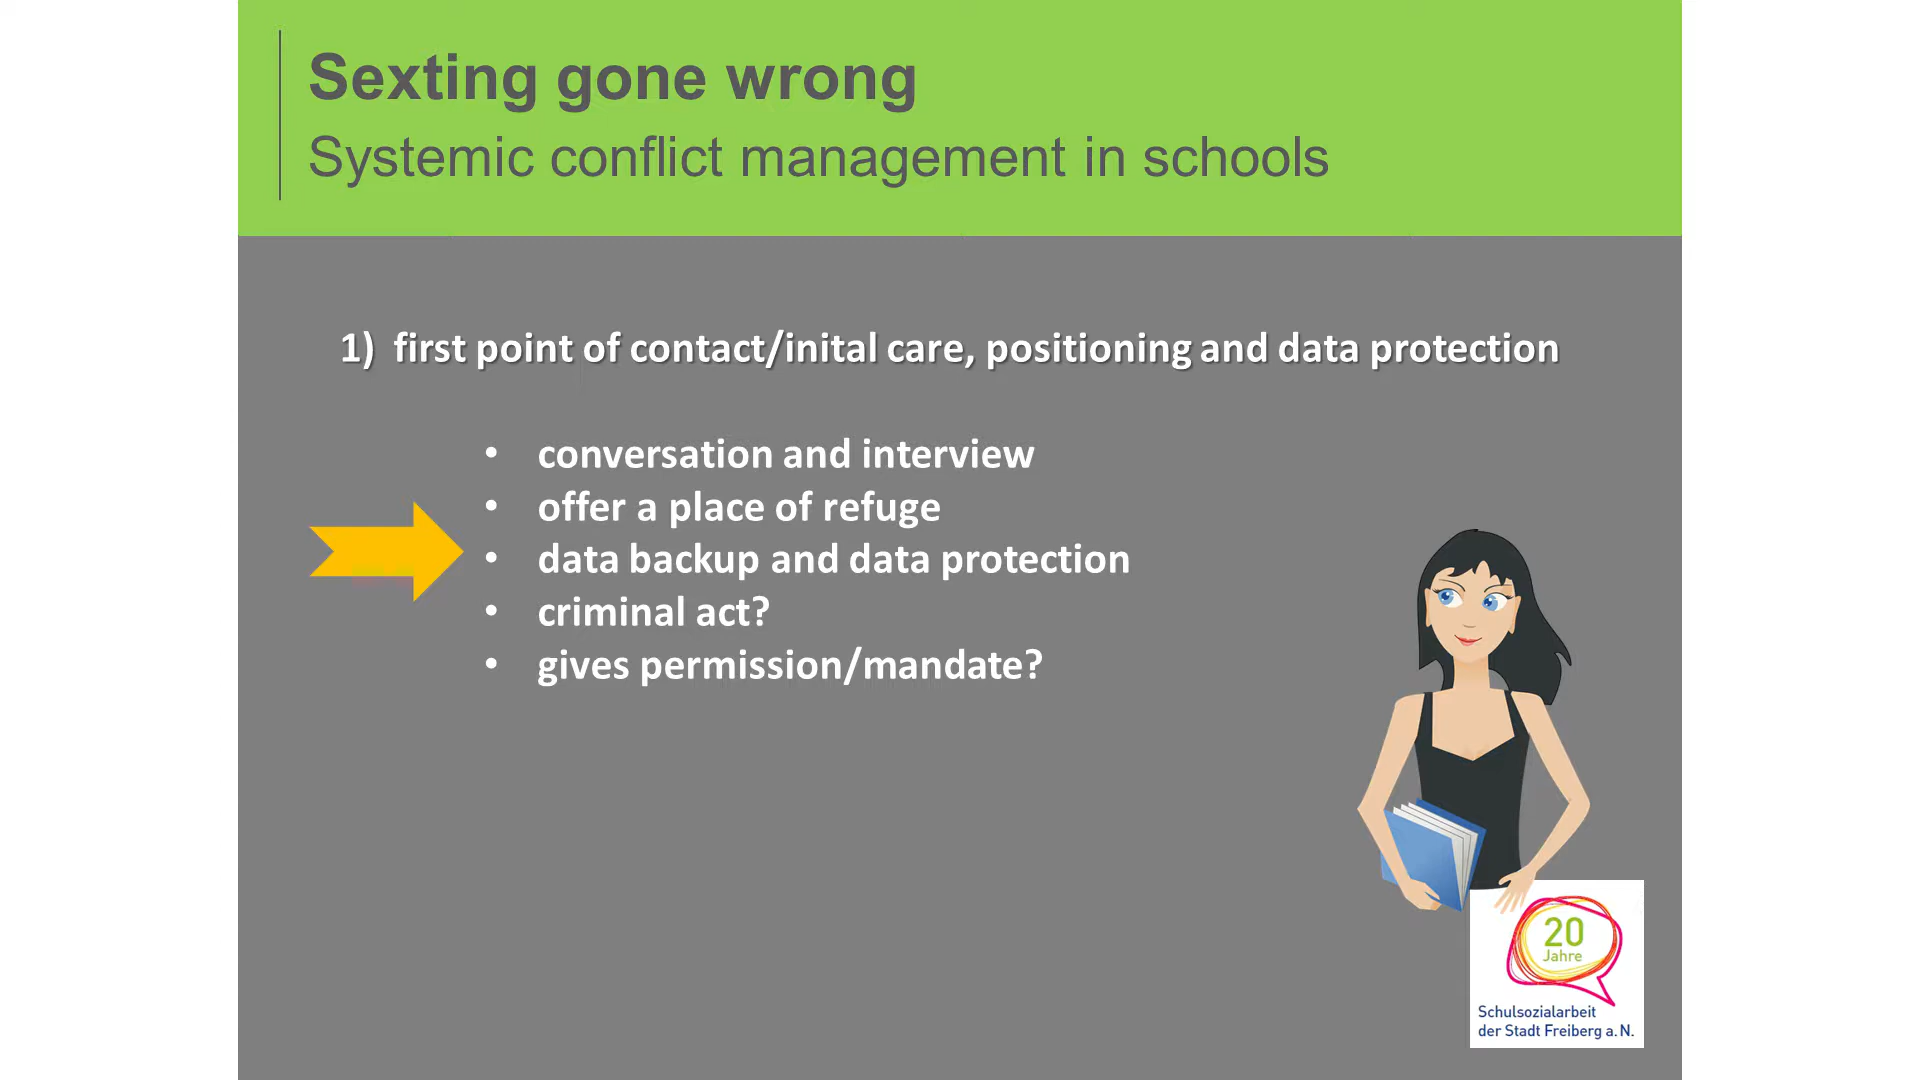 Sexting gone wrong
Systemic conflict management in schools
1) first point of contact/inital care, positioning and data protection
• conversation and interview
• offer a place of refuge
• data backup and data protection
• criminal act?
• gives permission/mandate?
20
Jahre
Schulsozialarbeit
der Stadt Freiberg a. N.